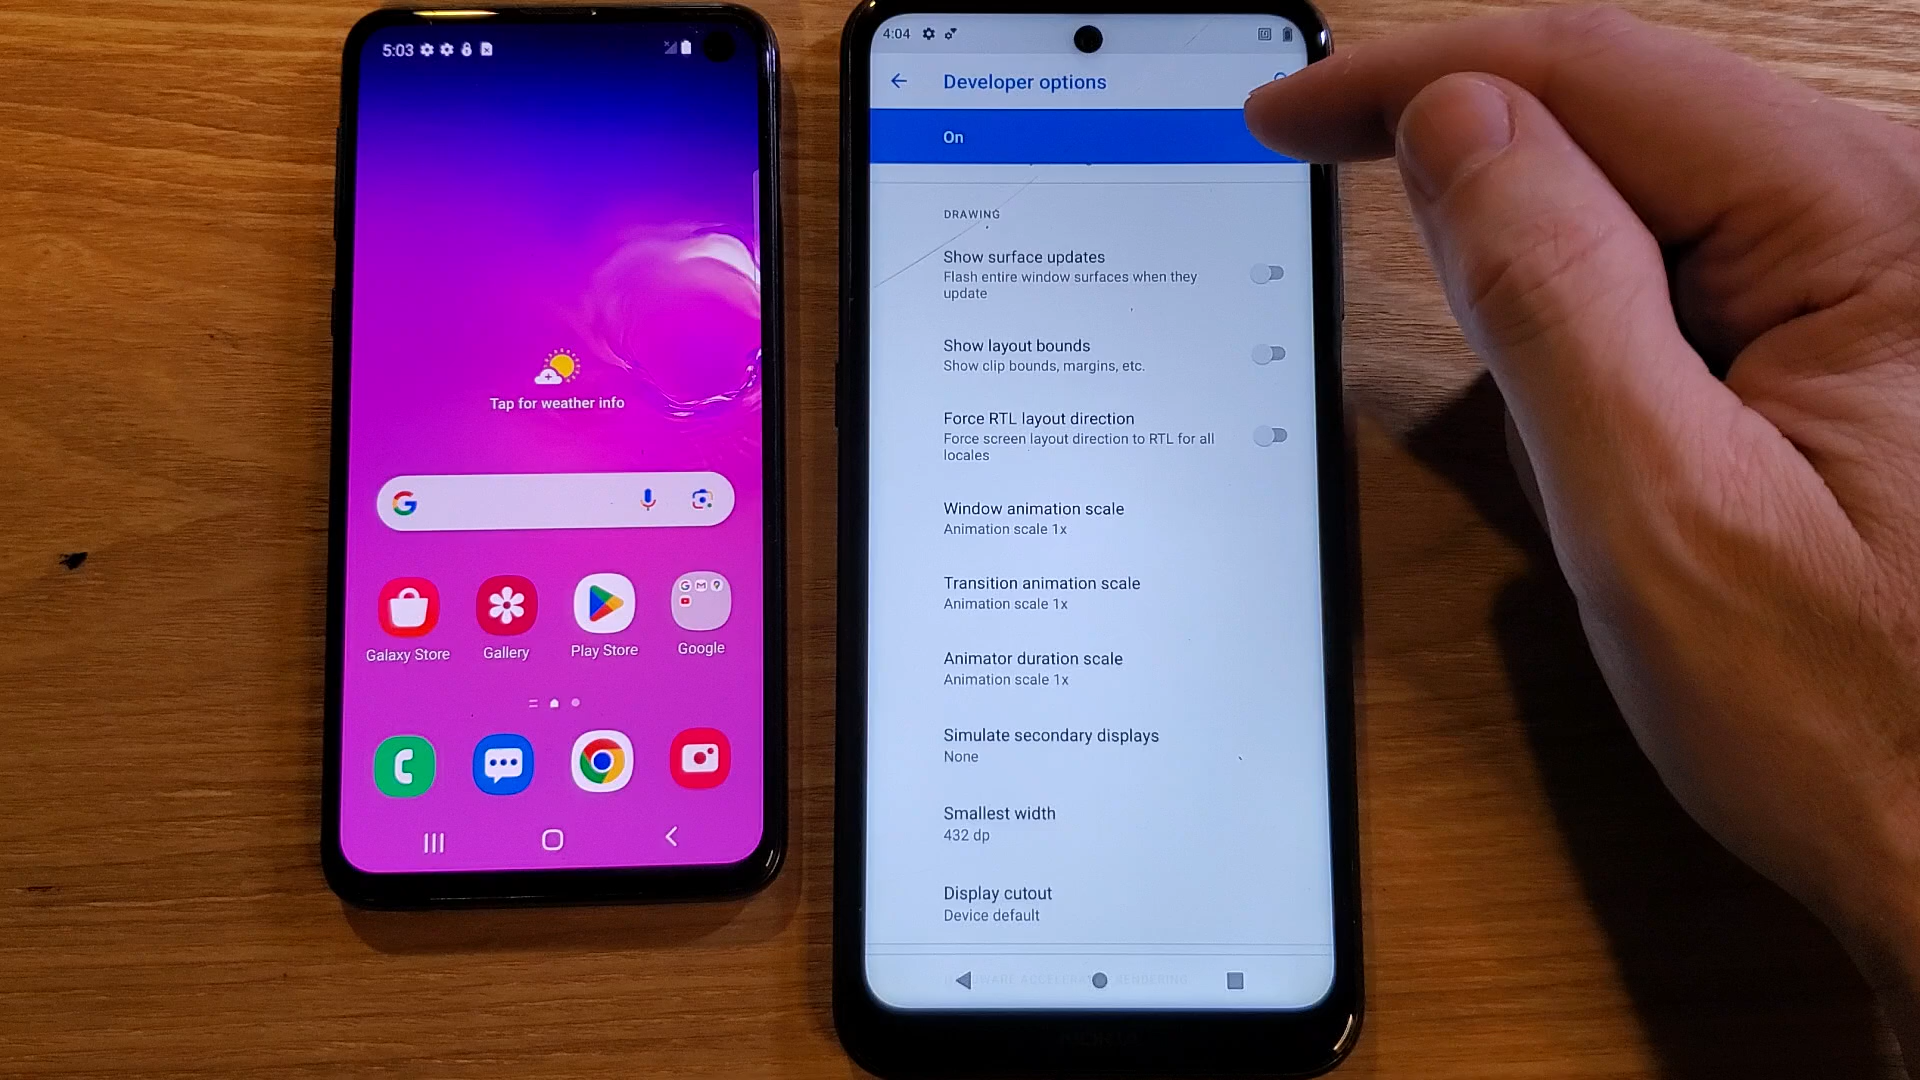 5:03
Tap for weather info
Galaxy Store
Gallery
Play Store
Google
4:04
Developer options
On
DRAWING
Show surface updates
Flash entire window surfaces when they
update
Show layout bounds
Show clip bounds, margins, etc.
Force RTL layout direction
Force screen layout direction to RTL for all
locales
Window animation scale
Animation scale 1x
Transition animation scale
Animation scale 1x
Animator duration scale
Animation scale 1x
Simulate secondary displays
None
Smallest width
432 dp
Display cutout
Device default
RENDERING
NOKIA